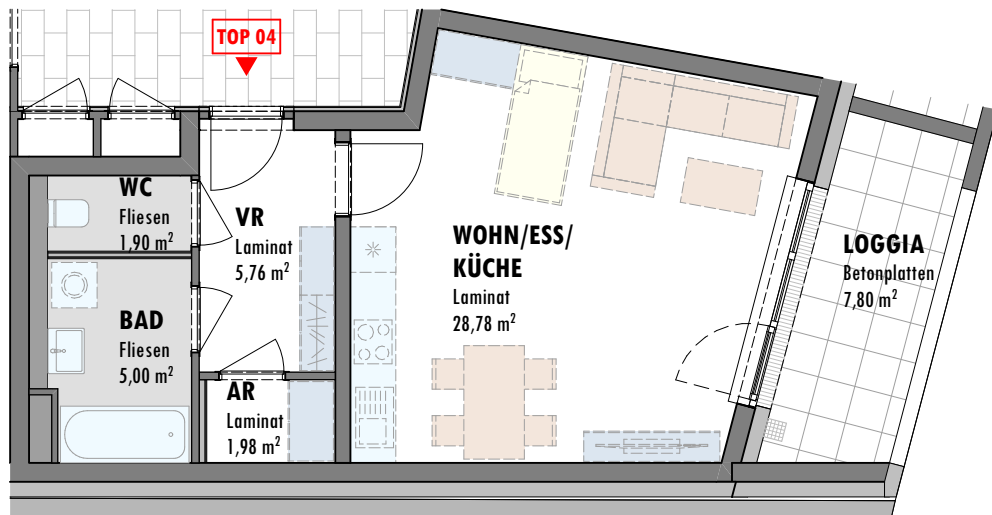 TOP 04
WC
Fliesen
1,90 m²
VR
Laminat
5,76 m²
BAD
Fliesen
5,00 m²
AR
Laminat
1,98 m²
WOHN/ESS/
KÜCHE
Laminat
28,78 m²
LOGGIA
Betonplatten
7,80 m²